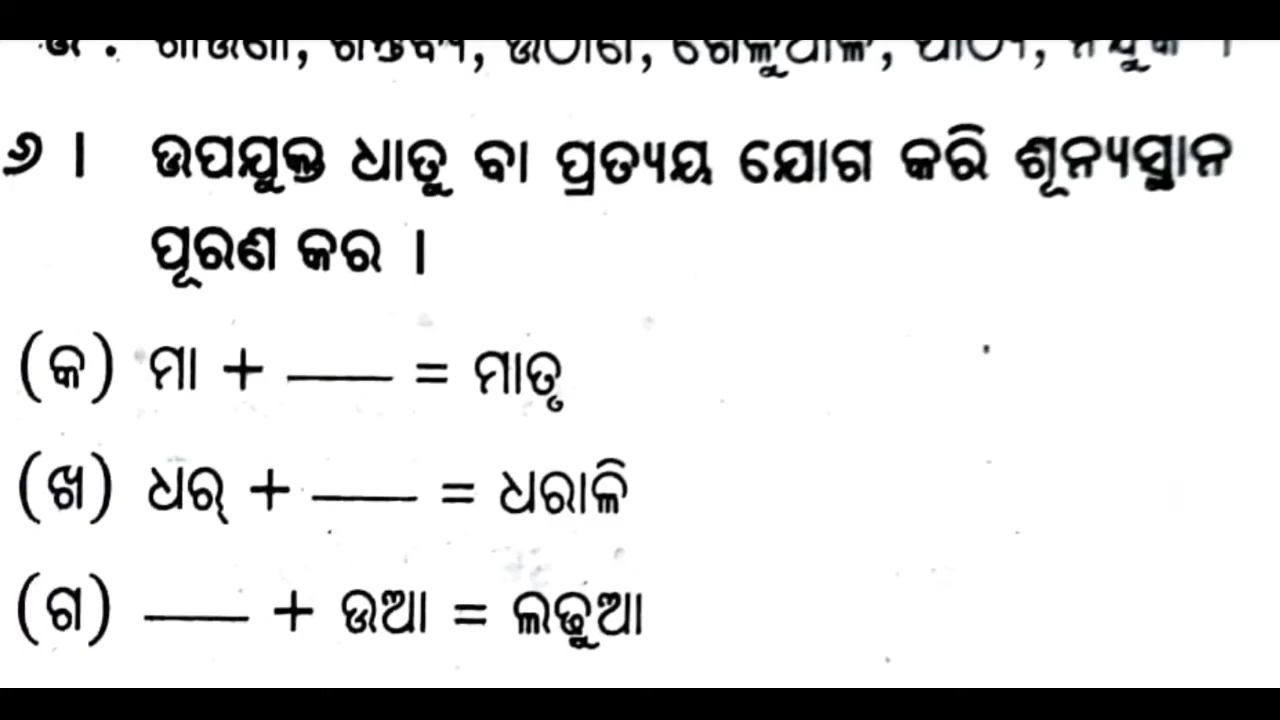 ୬ । ଉପଯୁକ୍ତ ଧାତୁ ବା ପ୍ରତ୍ୟୟ ଯୋଗ କରି ଶୂନ୍ୟସ୍ଥାନ
ପୂରଣ କର ।
(କ) ମା + —— = ମାତୃ
(ଖ) ଧର୍ + —— = ଧରାଳି
(ଗ) —— + ଉଆ = ଲଢୁଆ